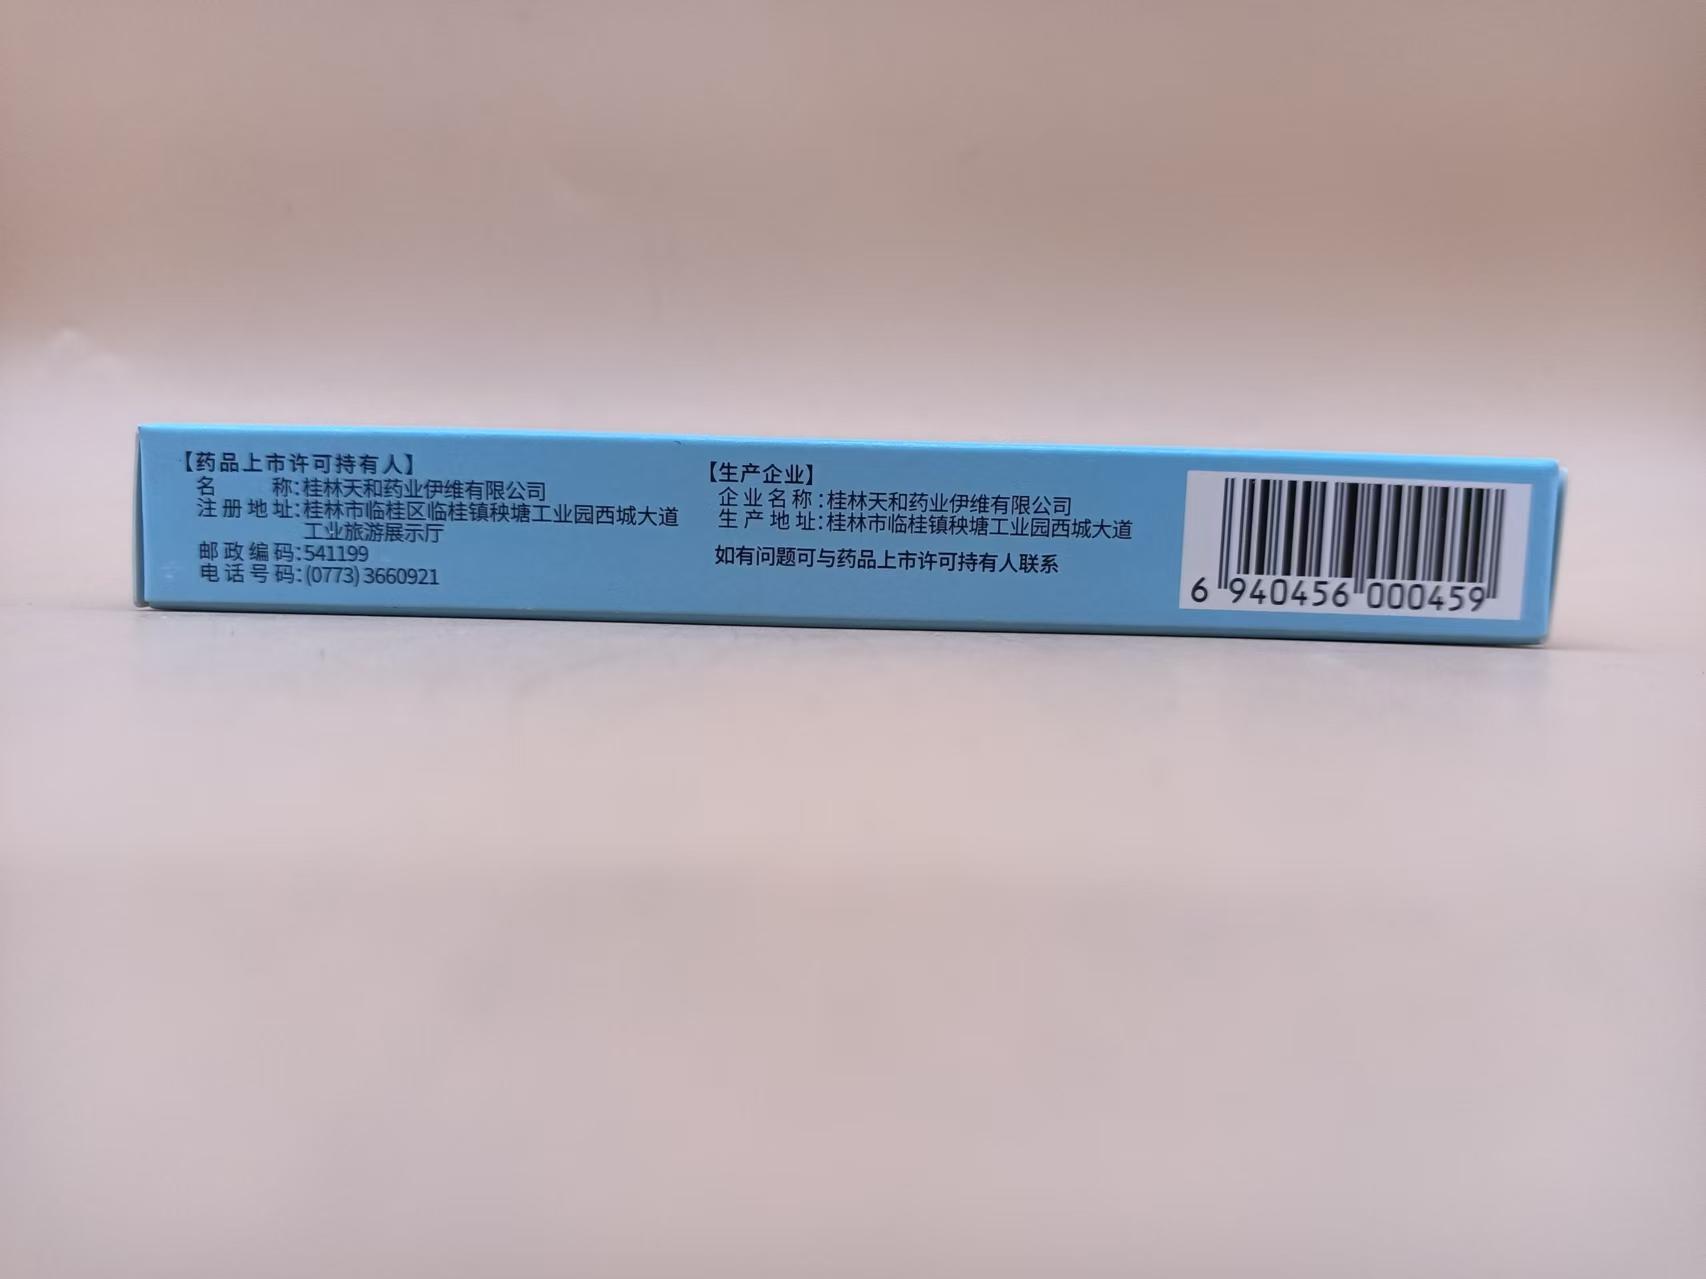 【药品上市许可持有人】
名 称:桂林天和药业伊维有限公司
注册地址:桂林市临桂区临桂镇秧塘工业园西城大道
工业旅游展示厅
邮政编码:541199
电话号码:(0773)3660921
【生产企业】
企业名称:桂林天和药业伊维有限公司
生产地址:桂林市临桂镇秧塘工业园西城大道
如有问题可与药品上市许可持有人联系
6 940456 000459